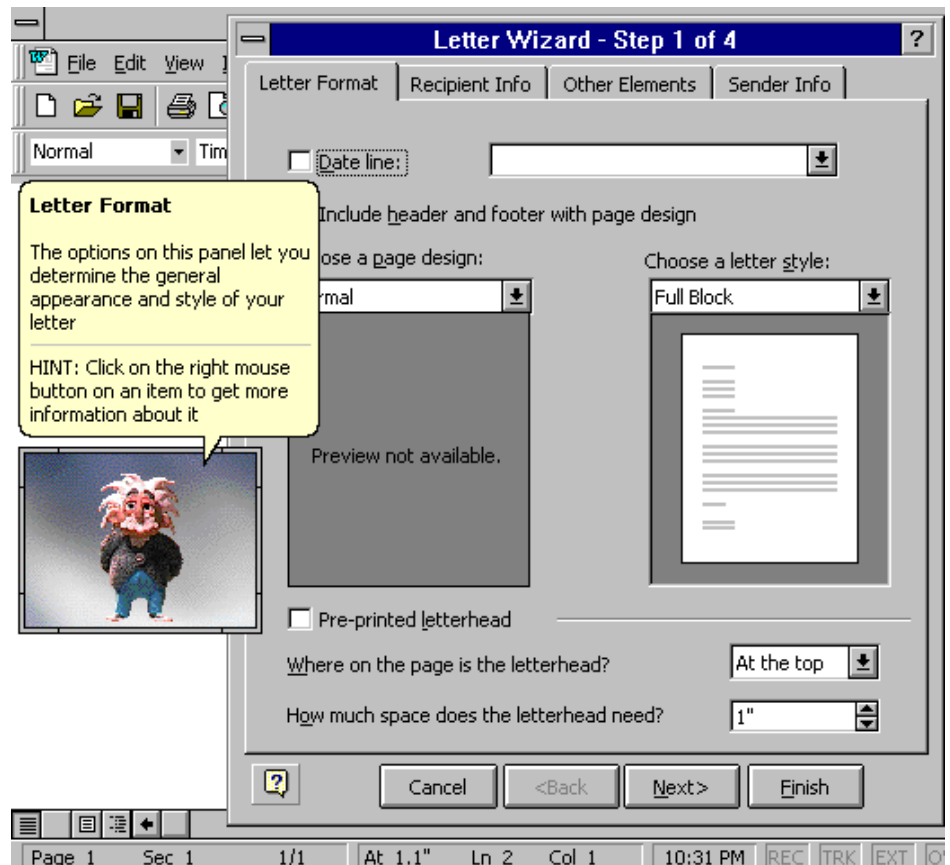 Letter Wizard - Step 1 of 4
?
File Edit View
Letter Format Recipient Info Other Elements Sender Info
Normal
Tim
Date line:
Include header and footer with page design
Letter Format
The options on this panel let you
determine the general
appearance and style of your
letter
HINT: Click on the right mouse
button on an item to get more
information about it
ose a page design:
Choose a letter style:
rmal
Full Block
Preview not available.
Pre-printed letterhead
Where on the page is the letterhead?
At the top
How much space does the letterhead need?
1"
?
Cancel <Back Next> Finish
Page 1 Sec 1 1/1 At 1.1" Ln 2 Col 1 10:31 PM REC TRK EXT